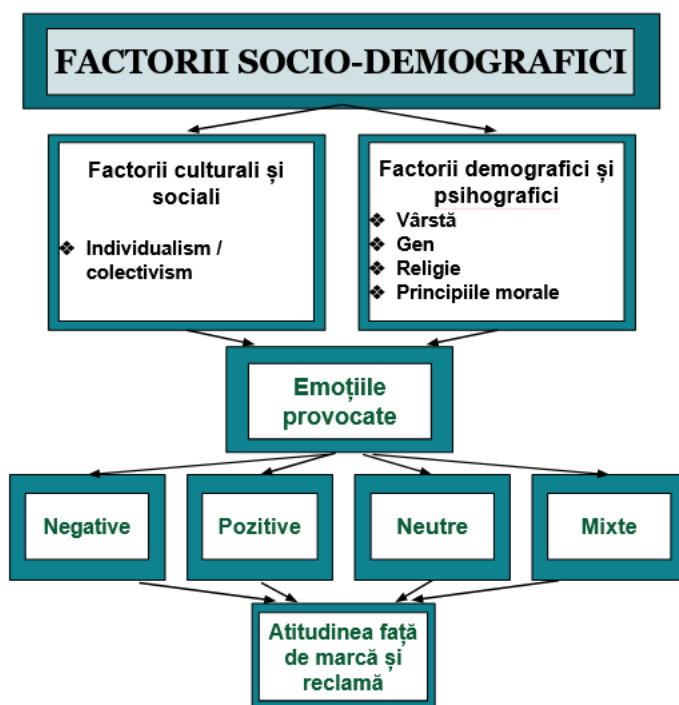 FACTORII SOCIO-DEMOGRAFICI
Factorii culturali și
sociali
❖ Individualism /
colectivism
Factorii demografici și
psihografici
❖ Vârstă
❖ Gen
❖ Religie
❖ Principiile morale
Emoțiile
provocate
Negative
Pozitive
Neutre
Mixte
Atitudinea față
de marcă și
reclamă